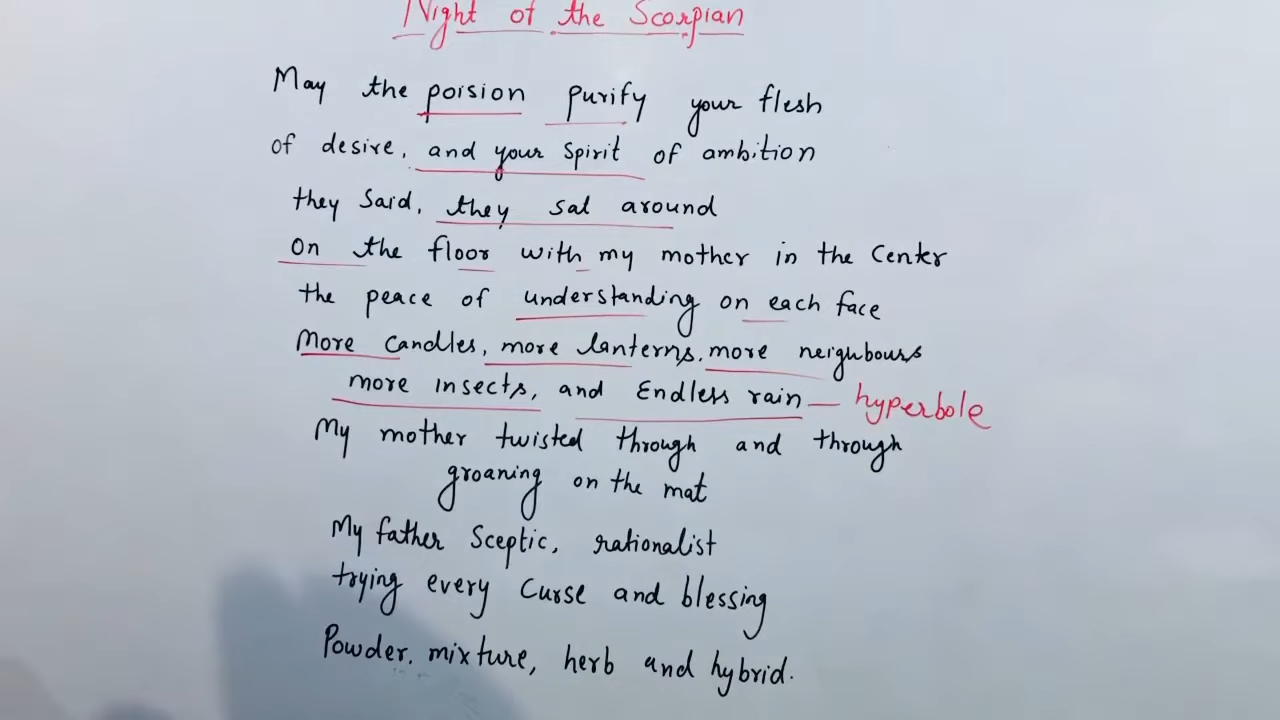 Night of the Scorpian
May the poision purify your flesh
of desire, and your spirit of ambition
they said, they sat around
on the floor with my mother in the center
the peace of understanding on each face
More candles, more lanterns, more neighbours
more insects, and Endless rain — hyperbole
My mother twisted through and through
groaning on the mat
My father Sceptic, rationalist
trying every curse and blessing
Powder, mixture, herb and hybrid.